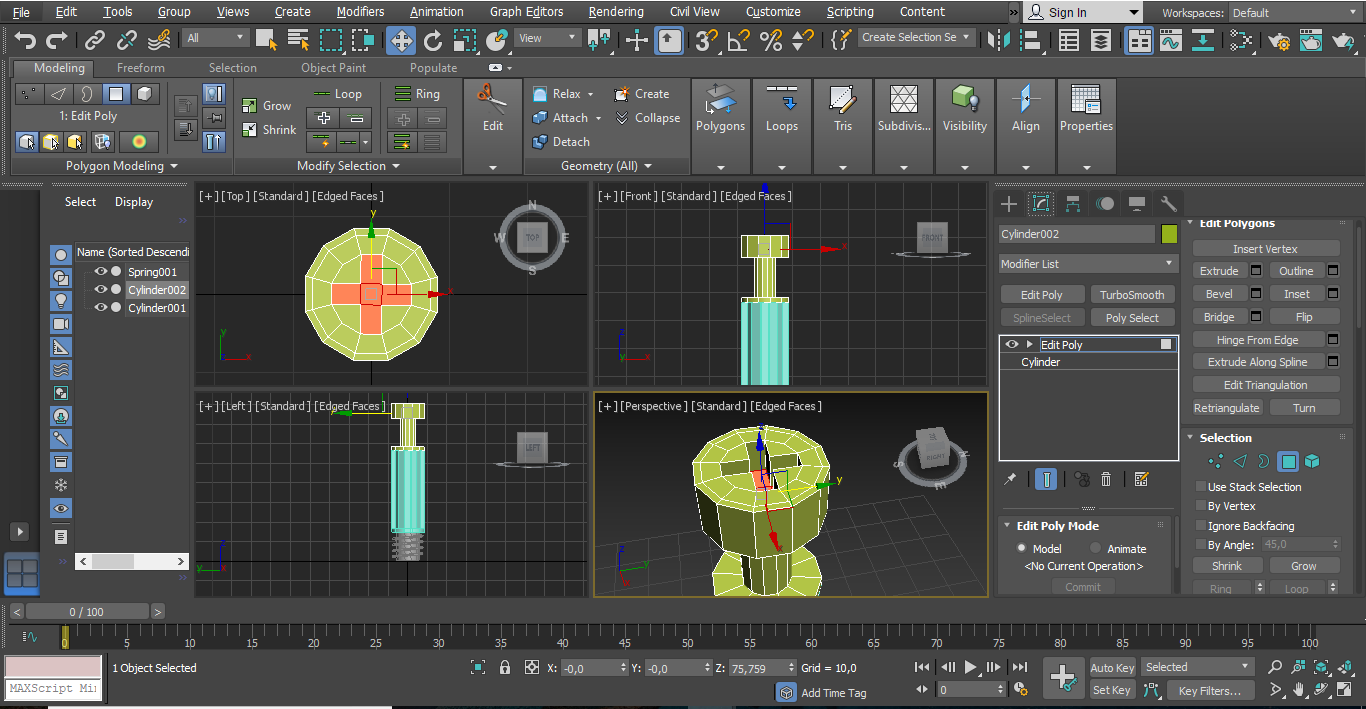 File Edit Tools Group Views Create Modifiers Animation Graph Editors Rendering Civil View Customize Scripting Content » Sign In Workspaces: Default
All View Create Selection Se
Modeling Freeform Selection Object Paint Populate
1: Edit Poly
Polygon Modeling
Grow
Shrink
Loop
Ring
Modify Selection
Edit
Relax Create
Attach Collapse
Detach
Geometry (All)
Polygons
Loops
Tris
Subdivis...
Visibility
Align
Properties
Select Display
Name (Sorted Descendi
Spring001
Cylinder002
Cylinder001
[+] [Top] [Standard] [Edged Faces]
y
x
N
W TOP E
S
y
x
[+] [Front] [Standard] [Edged Faces]
x
FRONT
z
y x
[+] [Left] [Standard] [Edged Faces]
y
LEFT
z
y x
[+] [Perspective] [Standard] [Edged Faces]
z
y
x
RIGHT
S
E
N
z
y
Cylinder002
Modifier List
Edit Poly TurboSmooth
SplineSelect Poly Select
Edit Poly
Cylinder
Edit Poly Mode
Model Animate
<No Current Operation>
Commit
Edit Polygons
Insert Vertex
Extrude Outline
Bevel Inset
Bridge Flip
Hinge From Edge
Extrude Along Spline
Edit Triangulation
Retriangulate Turn
Selection
Use Stack Selection
By Vertex
Ignore Backfacing
By Angle: 45,0
Shrink Grow
Ring Loop
< 0 / 100 >
0 5 10 15 20 25 30 35 40 45 50 55 60 65 70 75 80 85 90 95 100
1 Object Selected
MAXScript Mi
X: -0,0 Y: -0,0 Z: 75,759 Grid = 10,0
Add Time Tag
0
Auto Key Selected
Set Key Key Filters...